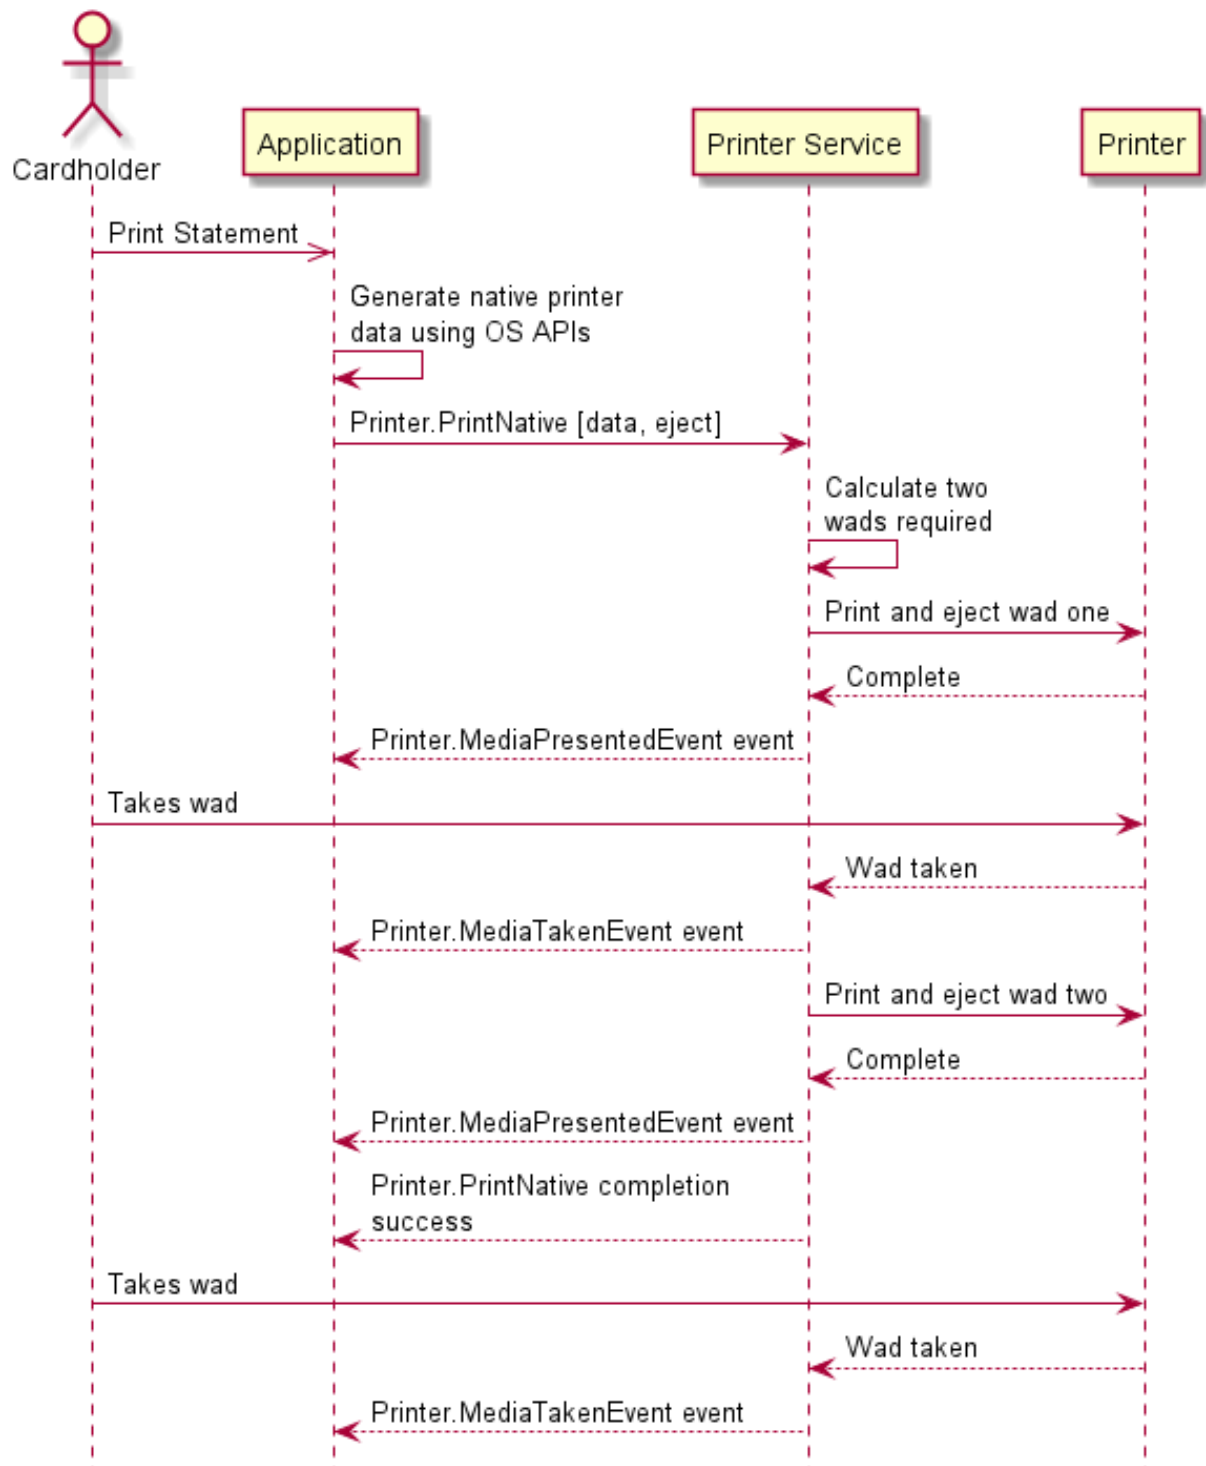 Cardholder
Application
Printer Service
Printer
Print Statement
Generate native printer
data using OS APIs
Printer.PrintNative [data, eject]
Calculate two
wads required
Print and eject wad one
Complete
Printer.MediaPresentedEvent event
Takes wad
Wad taken
Printer.MediaTakenEvent event
Print and eject wad two
Complete
Printer.MediaPresentedEvent event
Printer.PrintNative completion
success
Takes wad
Wad taken
Printer.MediaTakenEvent event